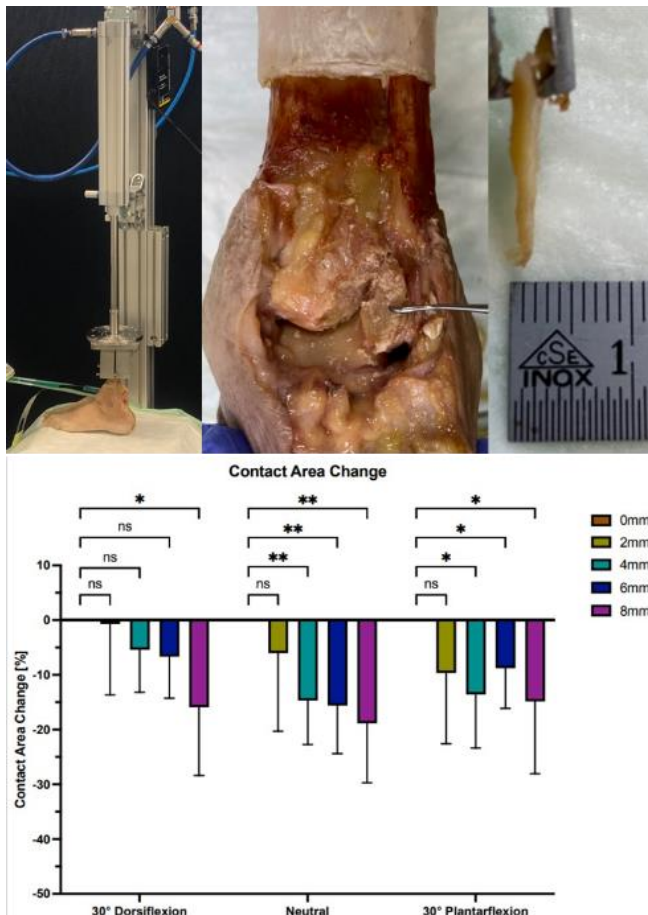 CSE
INOX
1
Contact Area Change
*
**
*
ns
**
*
ns
**
*
ns
ns
ns
0mm
2mm
4mm
6mm
8mm
Contact Area Change [%]
10
0
-10
-20
-30
-40
-50
30° Dorsiflexion
Neutral
30° Plantarflexion